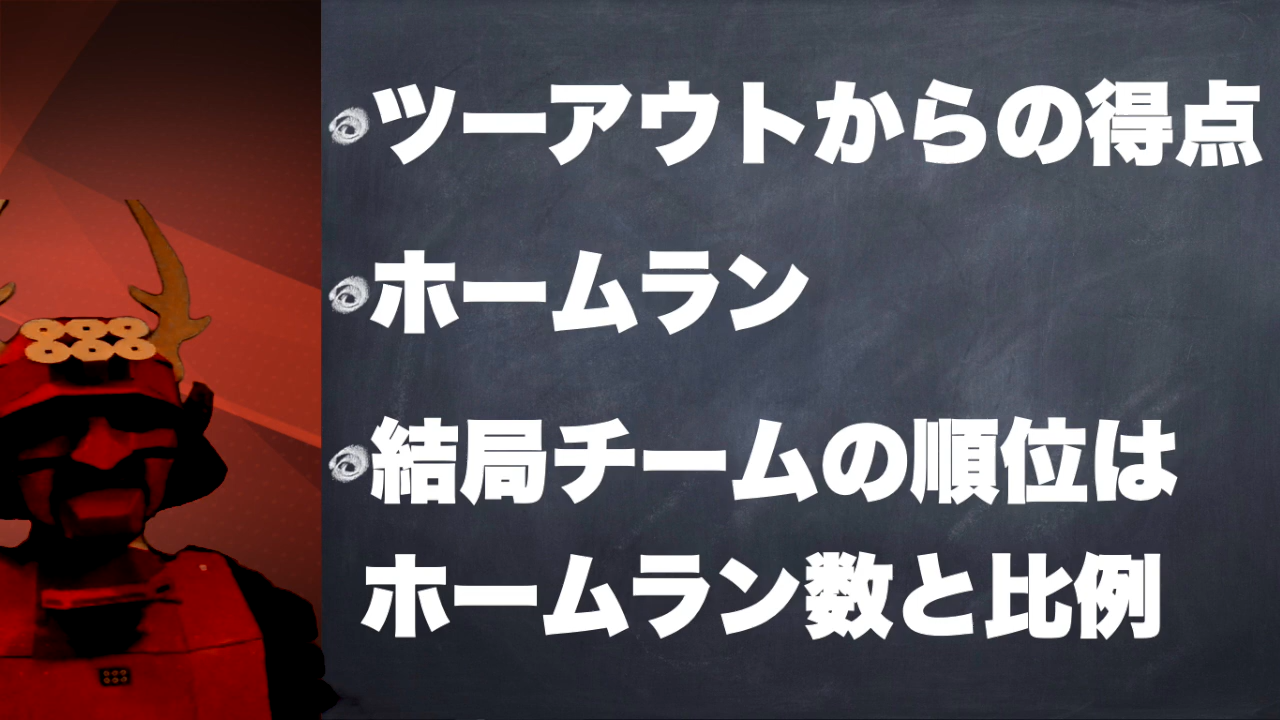 ツーアウトからの得点
ホームラン
結局チームの順位は
ホームラン数と比例